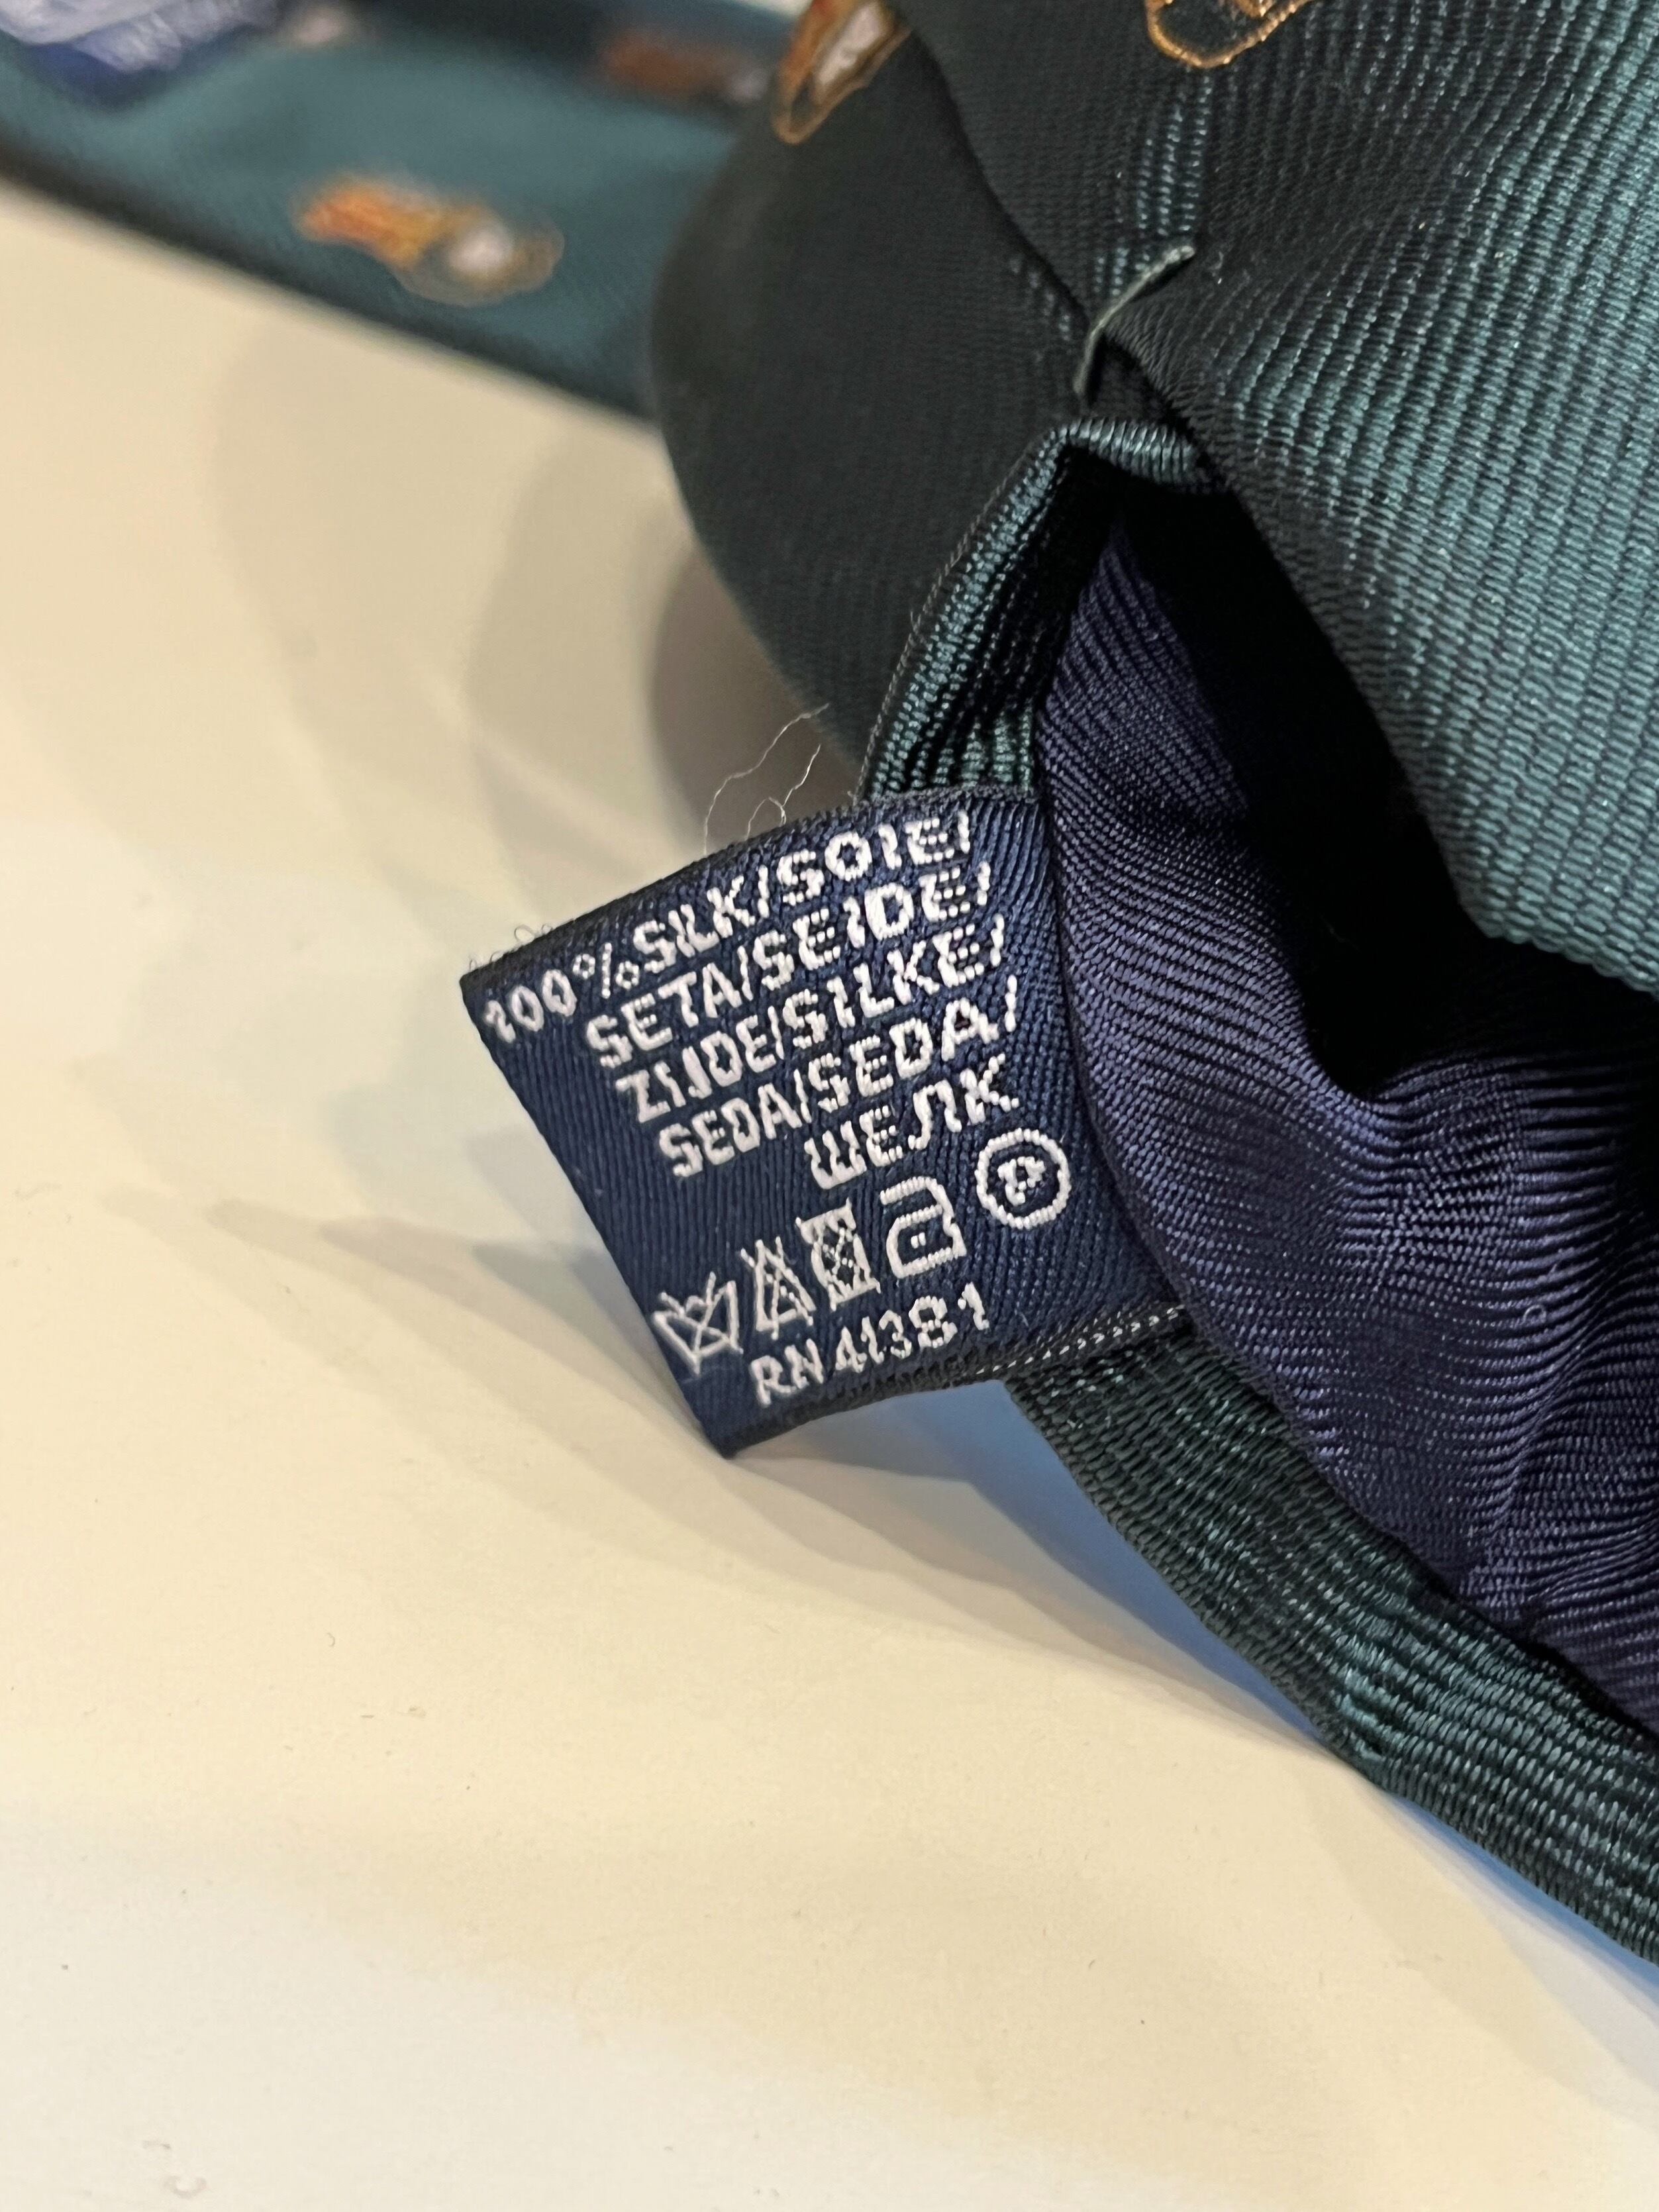 100% SILK/SOIE/
SETA/SEIDE/
ZIJDE/SILKE/
SEDA/SEDA/
ШЕЛК
P
RN 41381